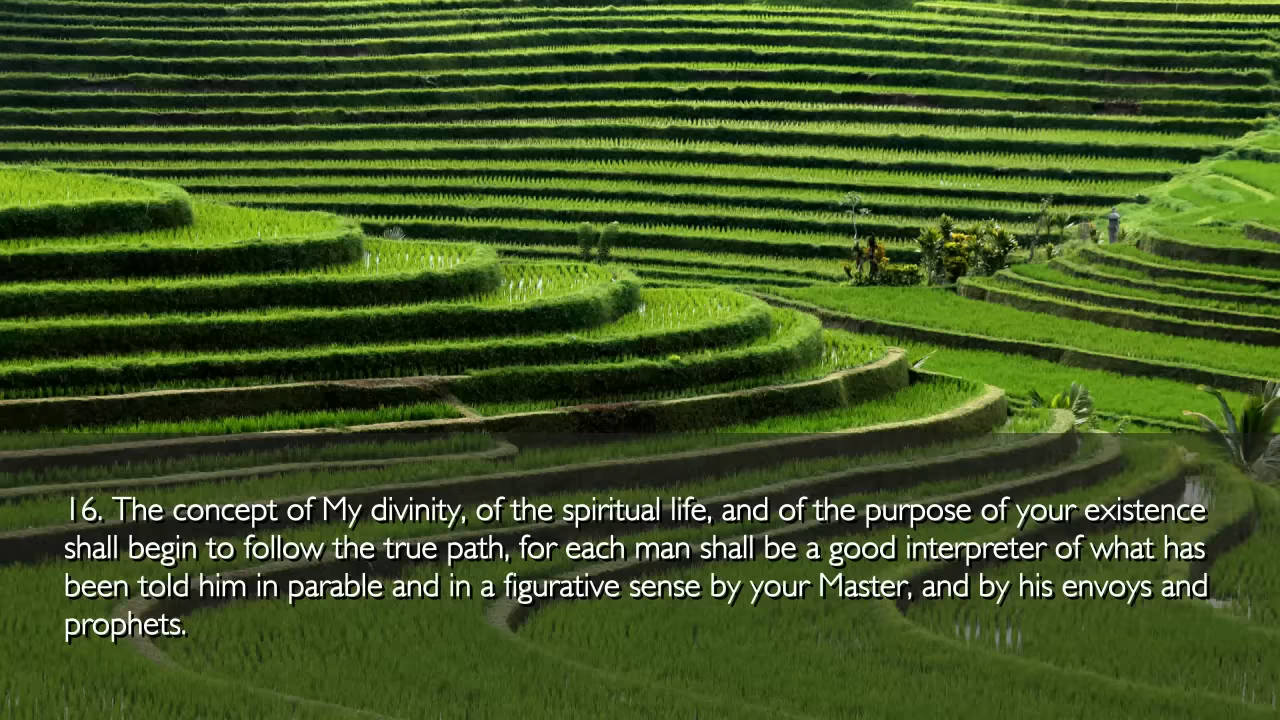 16. The concept of My divinity, of the spiritual life, and of the purpose of your existence
shall begin to follow the true path, for each man shall be a good interpreter of what has
been told him in parable and in a figurative sense by your Master, and by his envoys and
prophets.